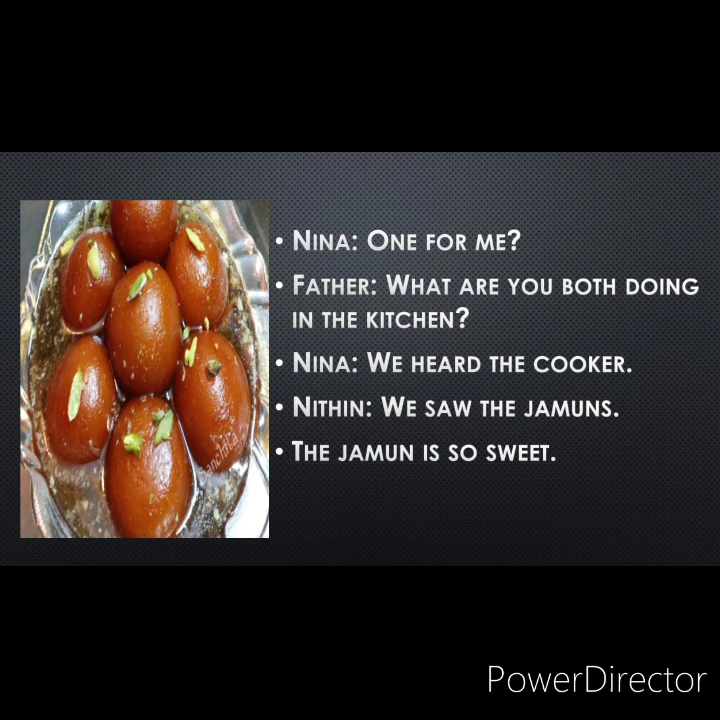 • Nina: One for me?
• Father: What are you both doing
in the kitchen?
• Nina: We heard the cooker.
• Nithin: We saw the jamuns.
• The jamun is so sweet.
PowerDirector